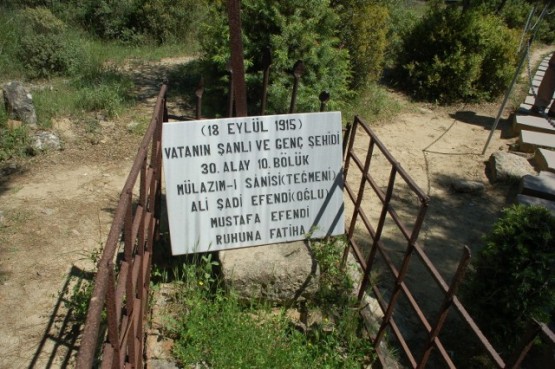 (18 EYLÜL 1915)
VATANIN ŞANLI VE GENÇ ŞEHİDİ
30. ALAY 10. BÖLÜK
MÜLAZIM-I SANİSİ(TEĞMENİ)
ALİ ŞADİ EFENDİ(OĞLU)
MUSTAFA EFENDİ
RUHUNA FATİHA